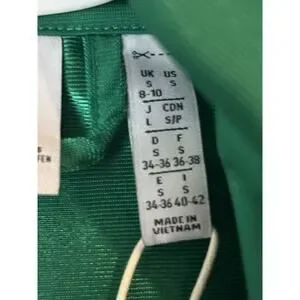 UK US
S S
8-10
J CDN
L S/P
D F
S S
34-36 36-38
E I
S S
34-36 40-42
MADE IN
VIETNAM